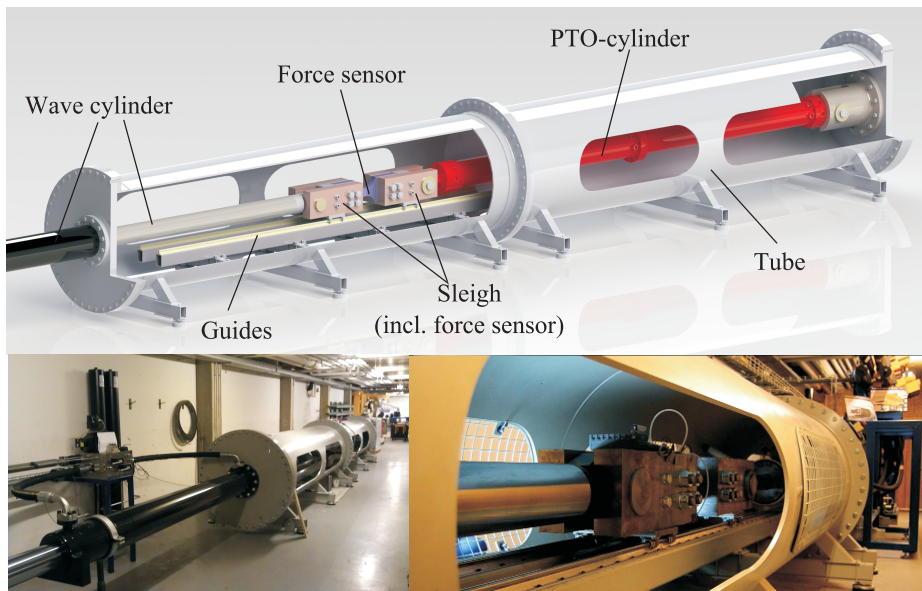 PTO-cylinder
Force sensor
Wave cylinder
Tube
Sleigh
(incl. force sensor)
Guides